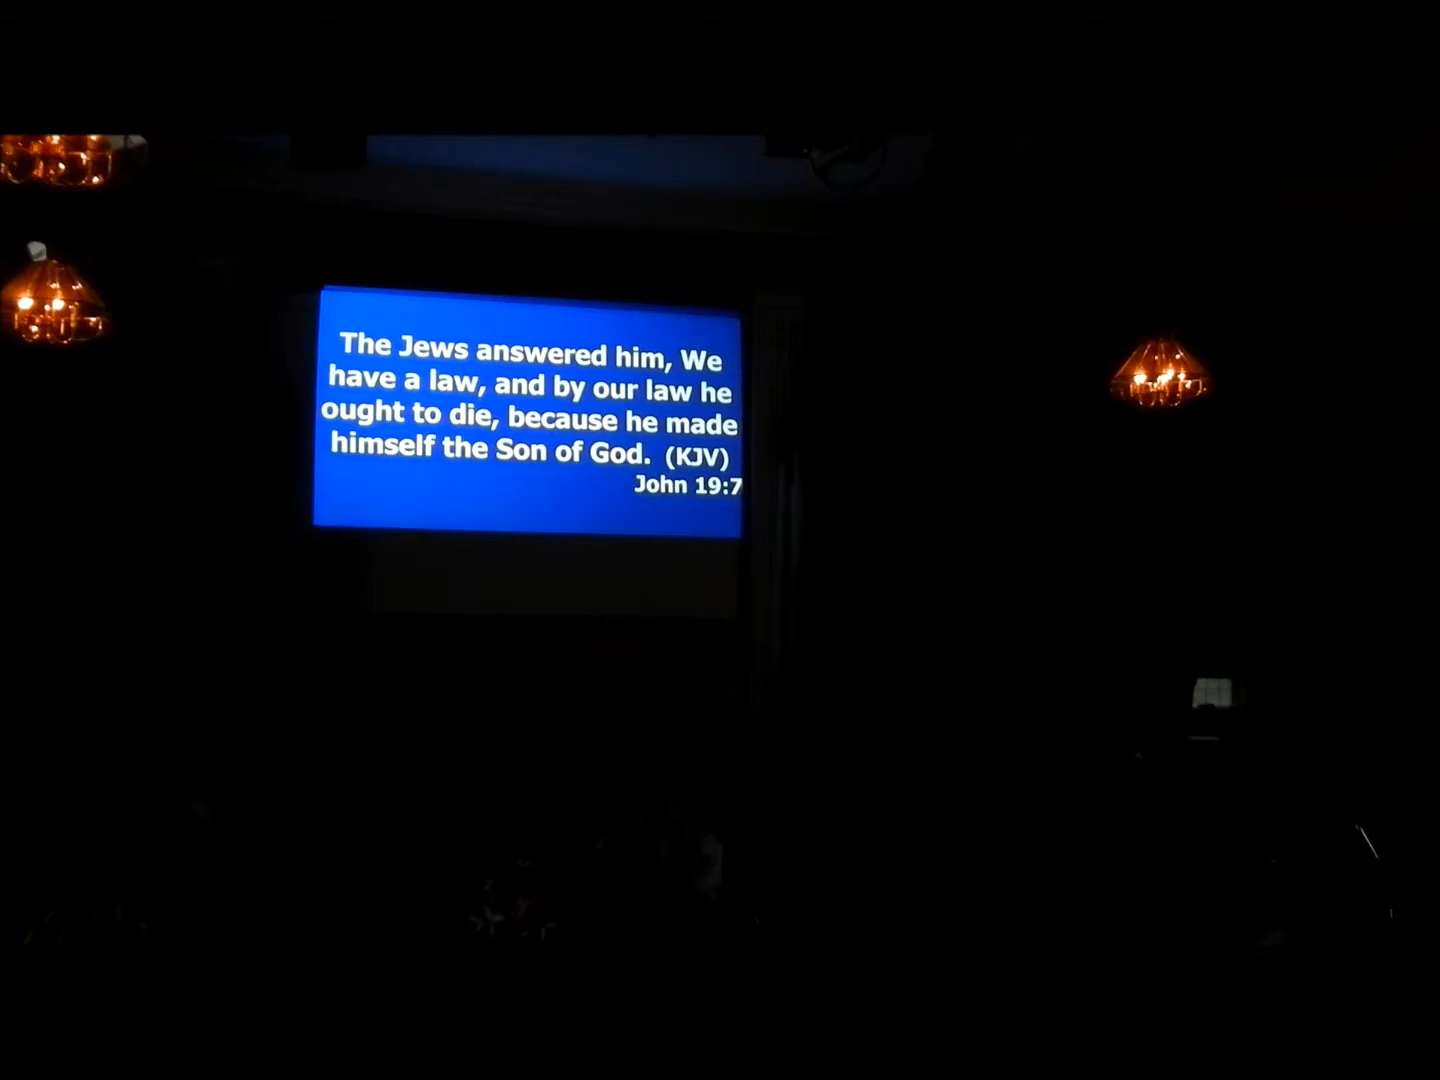 The Jews answered him, We
have a law, and by our law he
ought to die, because he made
himself the Son of God.  (KJV)
John 19:7